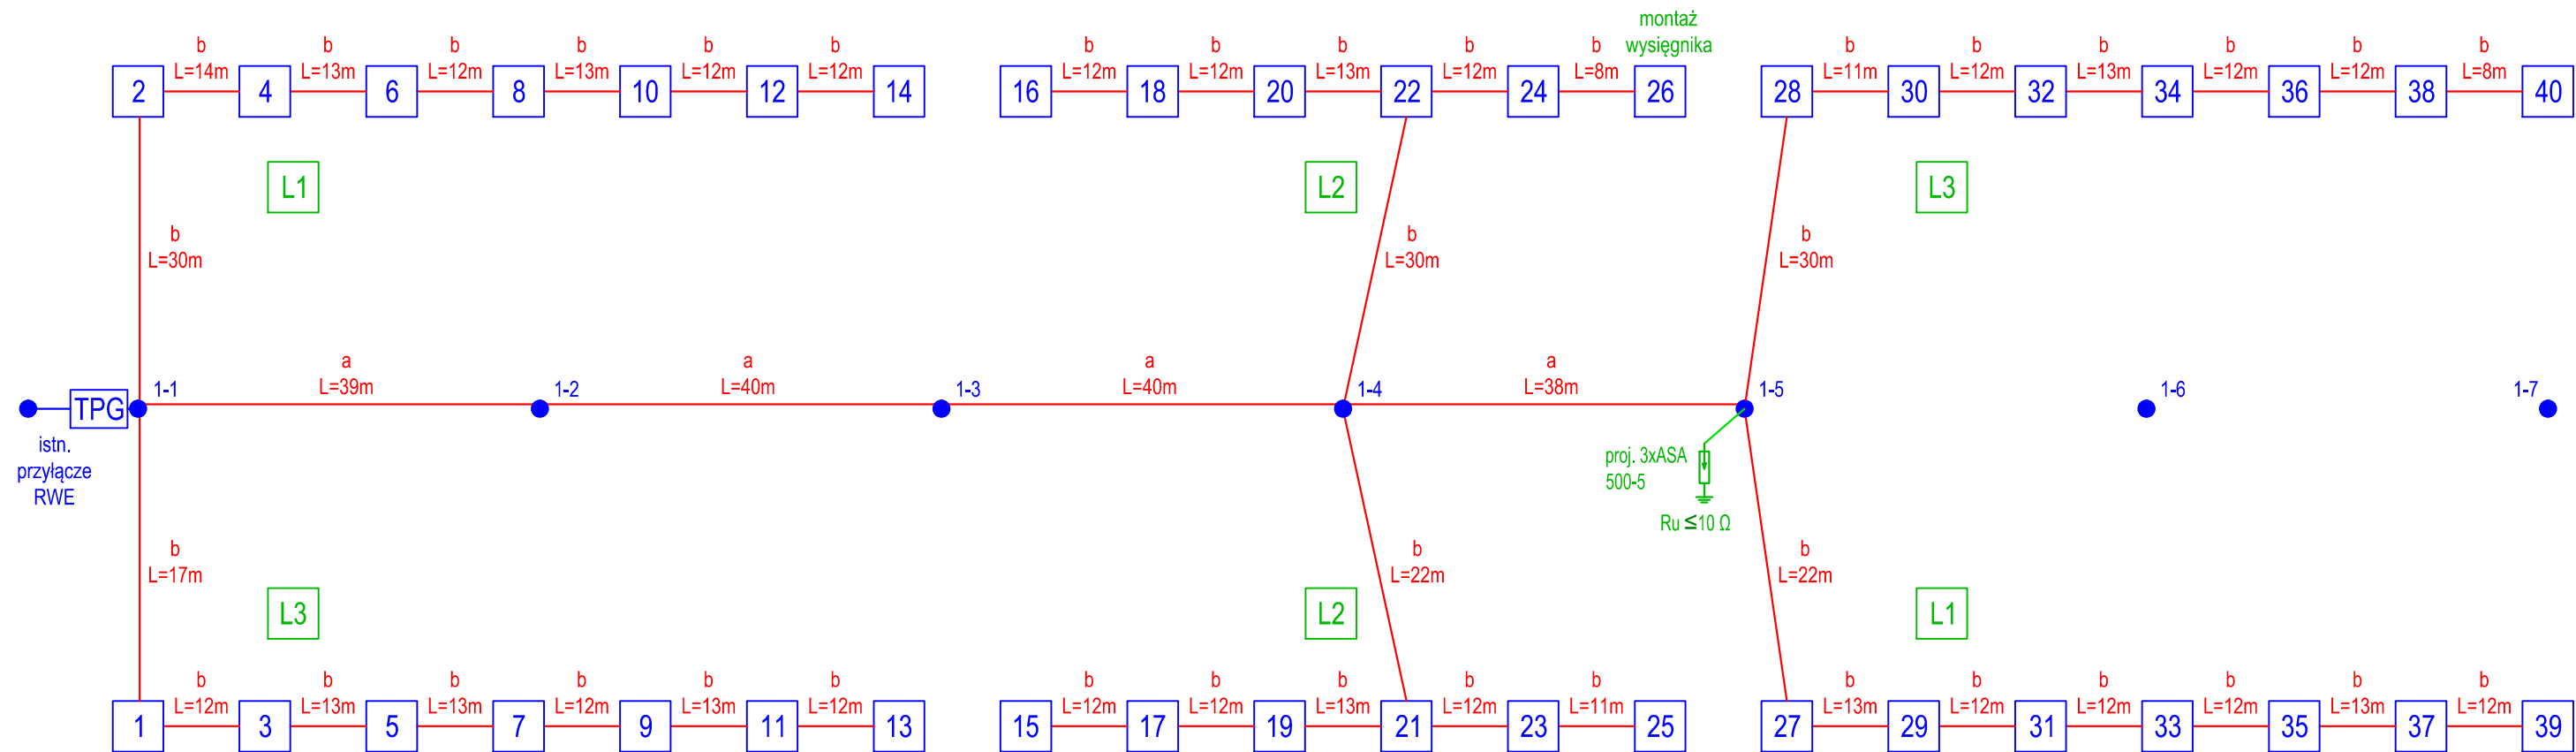 montaż
wysięgnika
b b b b b b b b b b b b b b b b b
L=14m L=13m L=12m L=13m L=12m L=12m L=12m L=12m L=13m L=12m L=8m L=11m L=12m L=13m L=12m L=12m L=8m
2 4 6 8 10 12 14 16 18 20 22 24 26 28 30 32 34 36 38 40
L1 L2 L3
b b b
L=30m L=30m L=30m
a a a a
L=39m L=40m L=40m L=38m
1-1 1-2 1-3 1-4 1-5 1-6 1-7
TPG
istn.
przyłącze
RWE
proj. 3xASA
500-5
Ru ≤10 Ω
b b b
L=17m L=22m L=22m
L3 L2 L1
b b b b b b b b b b b b b b b b b
L=12m L=13m L=13m L=12m L=13m L=12m L=12m L=12m L=13m L=12m L=11m L=13m L=12m L=12m L=12m L=13m L=12m
1 3 5 7 9 11 13 15 17 19 21 23 25 27 29 31 33 35 37 39